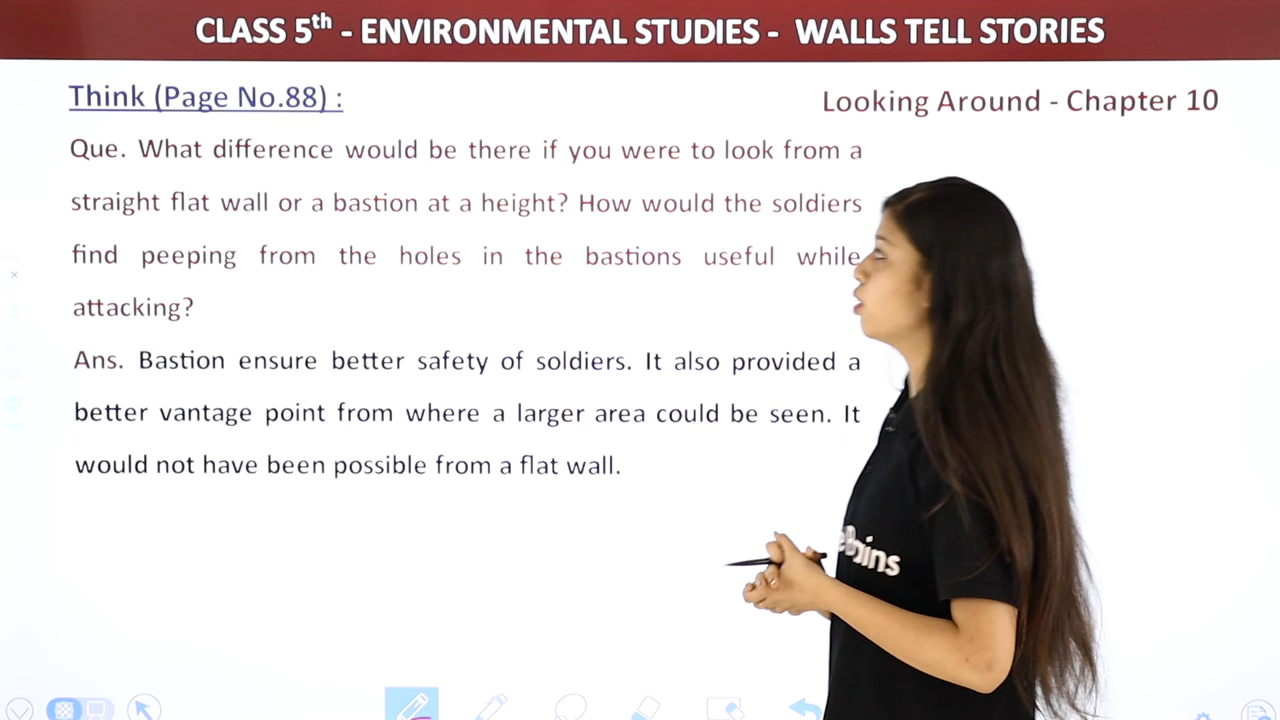 CLASS 5th - ENVIRONMENTAL STUDIES - WALLS TELL STORIES
Think (Page No.88) :
Looking Around - Chapter 10
Que. What difference would be there if you were to look from a
straight flat wall or a bastion at a height? How would the soldiers
find peeping from the holes in the bastions useful while
attacking?
Ans. Bastion ensure better safety of soldiers. It also provided a
better vantage point from where a larger area could be seen. It
would not have been possible from a flat wall.